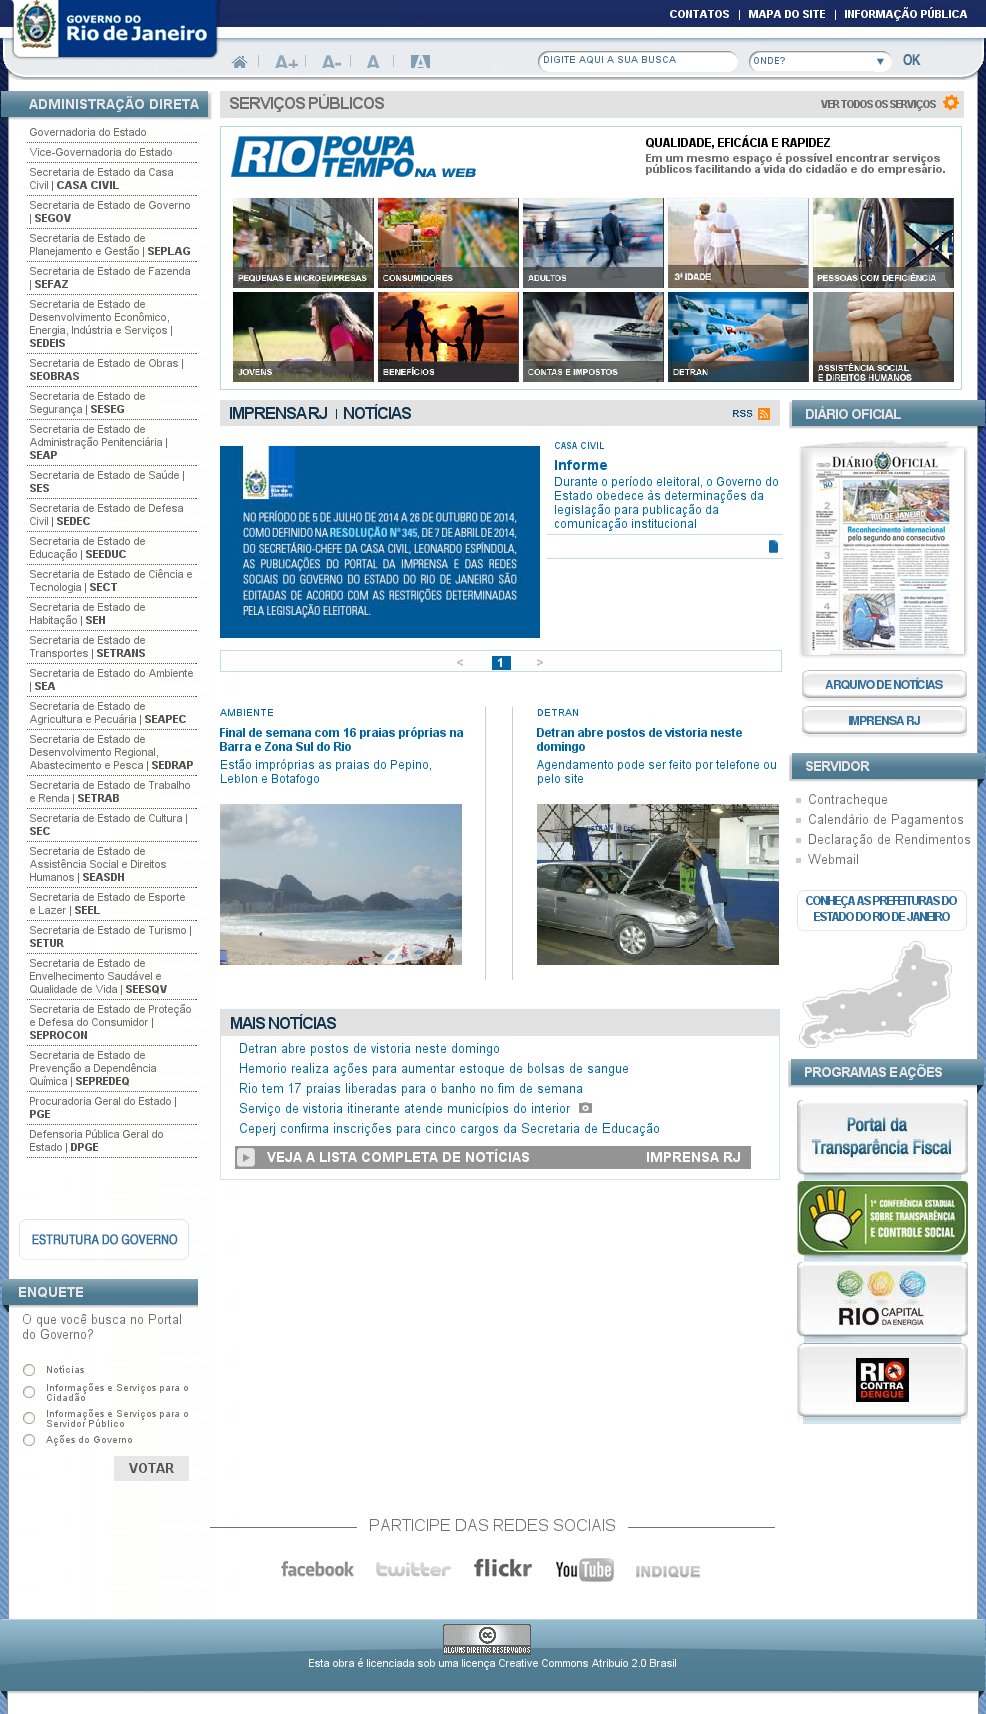 CONTATOS | MAPA DO SITE | INFORMAÇÃO PÚBLICA
GOVERNO DO
Rio de Janeiro
A+ A- A A
DIGITE AQUI A SUA BUSCA
ONDE?
OK
ADMINISTRAÇÃO DIRETA
Governadoria do Estado
Vice-Governadoria do Estado
Secretaria de Estado da Casa
Civil | CASA CIVIL
Secretaria de Estado de Governo
| SEGOV
Secretaria de Estado de
Planejamento e Gestão | SEPLAG
Secretaria de Estado de Fazenda
| SEFAZ
Secretaria de Estado de
Desenvolvimento Econômico,
Energia, Indústria e Serviços |
SEDEIS
Secretaria de Estado de Obras |
SEOBRAS
Secretaria de Estado de
Segurança | SESEG
Secretaria de Estado de
Administração Penitenciária |
SEAP
Secretaria de Estado de Saúde |
SES
Secretaria de Estado de Defesa
Civil | SEDEC
Secretaria de Estado de
Educação | SEEDUC
Secretaria de Estado de Ciência e
Tecnologia | SECT
Secretaria de Estado de
Habitação | SEH
Secretaria de Estado de
Transportes | SETRANS
Secretaria de Estado do Ambiente
| SEA
Secretaria de Estado de
Agricultura e Pecuária | SEAPEC
Secretaria de Estado de
Desenvolvimento Regional,
Abastecimento e Pesca | SEDRAP
Secretaria de Estado de Trabalho
e Renda | SETRAB
Secretaria de Estado de Cultura |
SEC
Secretaria de Estado de
Assistência Social e Direitos
Humanos | SEASDH
Secretaria de Estado de Esporte
e Lazer | SEEL
Secretaria de Estado de Turismo |
SETUR
Secretaria de Estado de
Envelhecimento Saudável e
Qualidade de Vida | SEESQV
Secretaria de Estado de Proteção
e Defesa do Consumidor |
SEPROCON
Secretaria de Estado de
Prevenção a Dependência
Química | SEPREDEQ
Procuradoria Geral do Estado |
PGE
Defensoria Pública Geral do
Estado | DPGE
ESTRUTURA DO GOVERNO
ENQUETE
O que você busca no Portal
do Governo?
Notícias
Informações e Serviços para o
Cidadão
Informações e Serviços para o
Servidor Público
Ações do Governo
VOTAR
SERVIÇOS PÚBLICOS
VER TODOS OS SERVIÇOS
RIO POUPA
TEMPO NA WEB
QUALIDADE, EFICÁCIA E RAPIDEZ
Em um mesmo espaço é possível encontrar serviços
públicos facilitando a vida do cidadão e do empresário.
PEQUENAS E MICROEMPRESAS
CONSUMIDORES
ADULTOS
3ª IDADE
PESSOAS COM DEFICIÊNCIA
JOVENS
BENEFÍCIOS
CONTAS E IMPOSTOS
DETRAN
ASSISTÊNCIA SOCIAL
E DIREITOS HUMANOS
IMPRENSA RJ | NOTÍCIAS
RSS
GOVERNO DO
Rio de Janeiro
NO PERÍODO DE 5 DE JULHO DE 2014 A 26 DE OUTUBRO DE 2014,
COMO DEFINIDO NA RESOLUÇÃO Nº 345, DE 7 DE ABRIL DE 2014,
DO SECRETÁRIO-CHEFE DA CASA CIVIL, LEONARDO ESPÍNDOLA,
AS PUBLICAÇÕES DO PORTAL DA IMPRENSA E DAS REDES
SOCIAIS DO GOVERNO DO ESTADO DO RIO DE JANEIRO SÃO
EDITADAS DE ACORDO COM AS RESTRIÇÕES DETERMINADAS
PELA LEGISLAÇÃO ELEITORAL.
CASA CIVIL
Informe
Durante o período eleitoral, o Governo do
Estado obedece às determinações da
legislação para publicação da
comunicação institucional
< 1 >
AMBIENTE
Final de semana com 16 praias próprias na
Barra e Zona Sul do Rio
Estão impróprias as praias do Pepino,
Leblon e Botafogo
DETRAN
Detran abre postos de vistoria neste
domingo
Agendamento pode ser feito por telefone ou
pelo site
MAIS NOTÍCIAS
Detran abre postos de vistoria neste domingo
Hemorio realiza ações para aumentar estoque de bolsas de sangue
Rio tem 17 praias liberadas para o banho no fim de semana
Serviço de vistoria itinerante atende municípios do interior
Ceperj confirma inscrições para cinco cargos da Secretaria de Educação
VEJA A LISTA COMPLETA DE NOTÍCIAS
IMPRENSA RJ
DIÁRIO OFICIAL
DIÁRIO OFICIAL
RIO DE JANEIRO
Reconhecimento internacional
pelo segundo ano consecutivo
2
3
4
ARQUIVO DE NOTÍCIAS
IMPRENSA RJ
SERVIDOR
Contracheque
Calendário de Pagamentos
Declaração de Rendimentos
Webmail
CONHEÇA AS PREFEITURAS DO
ESTADO DO RIO DE JANEIRO
PROGRAMAS E AÇÕES
Portal da
Transparência Fiscal
1ª CONFERÊNCIA ESTADUAL
SOBRE TRANSPARÊNCIA
E CONTROLE SOCIAL
RIO CAPITAL
DA ENERGIA
RIO
CONTRA
DENGUE
PARTICIPE DAS REDES SOCIAIS
facebook
twitter
flickr
YouTube
INDIQUE
cc
ALGUNS DIREITOS RESERVADOS
Esta obra é licenciada sob uma licença Creative Commons Atribuio 2.0 Brasil